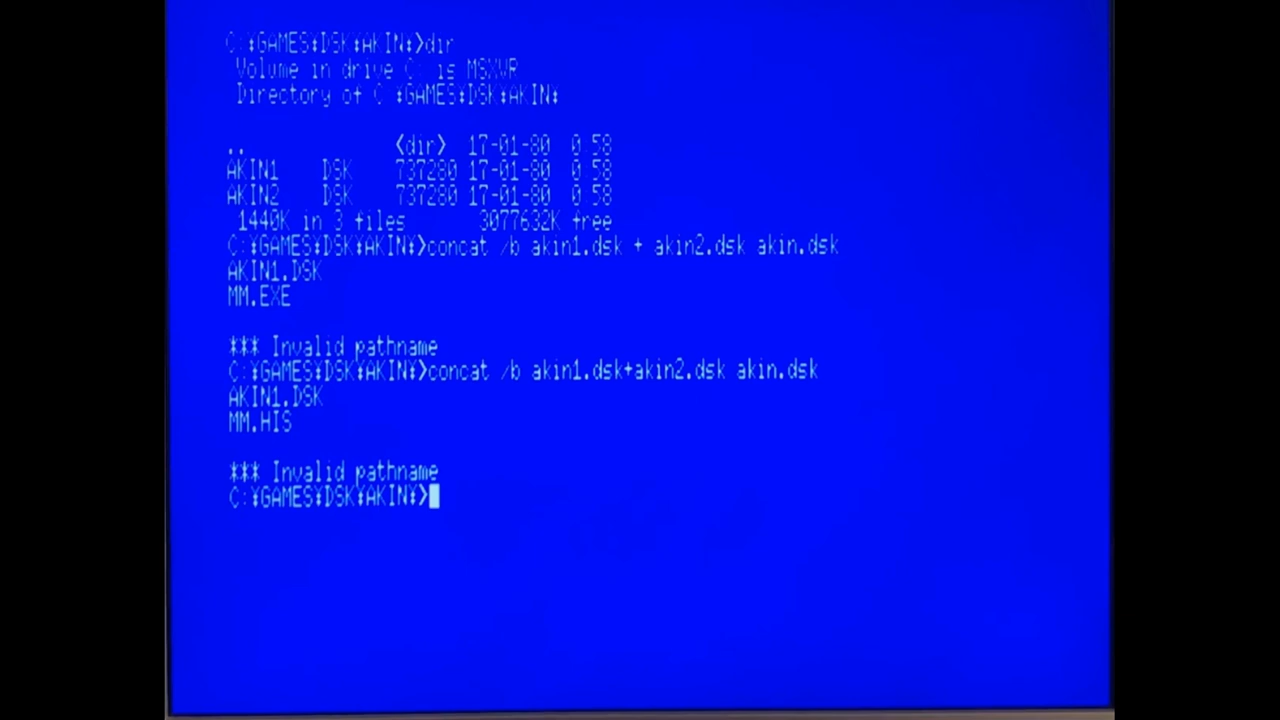 C:¥GAMES¥DSK¥AKIN¥>dir
Volume in drive C: is MSXVR
Directory of C:¥GAMES¥DSK¥AKIN¥
.. <dir> 17-01-80 0:58
AKIN1 DSK 737280 17-01-80 0:58
AKIN2 DSK 737280 17-01-80 0:58
1440K in 3 files 3077632K free
C:¥GAMES¥DSK¥AKIN¥>concat /b akin1.dsk + akin2.dsk akin.dsk
AKIN1.DSK
MM.EXE
*** Invalid pathname
C:¥GAMES¥DSK¥AKIN¥>concat /b akin1.dsk+akin2.dsk akin.dsk
AKIN1.DSK
MM.HIS
*** Invalid pathname
C:¥GAMES¥DSK¥AKIN¥>